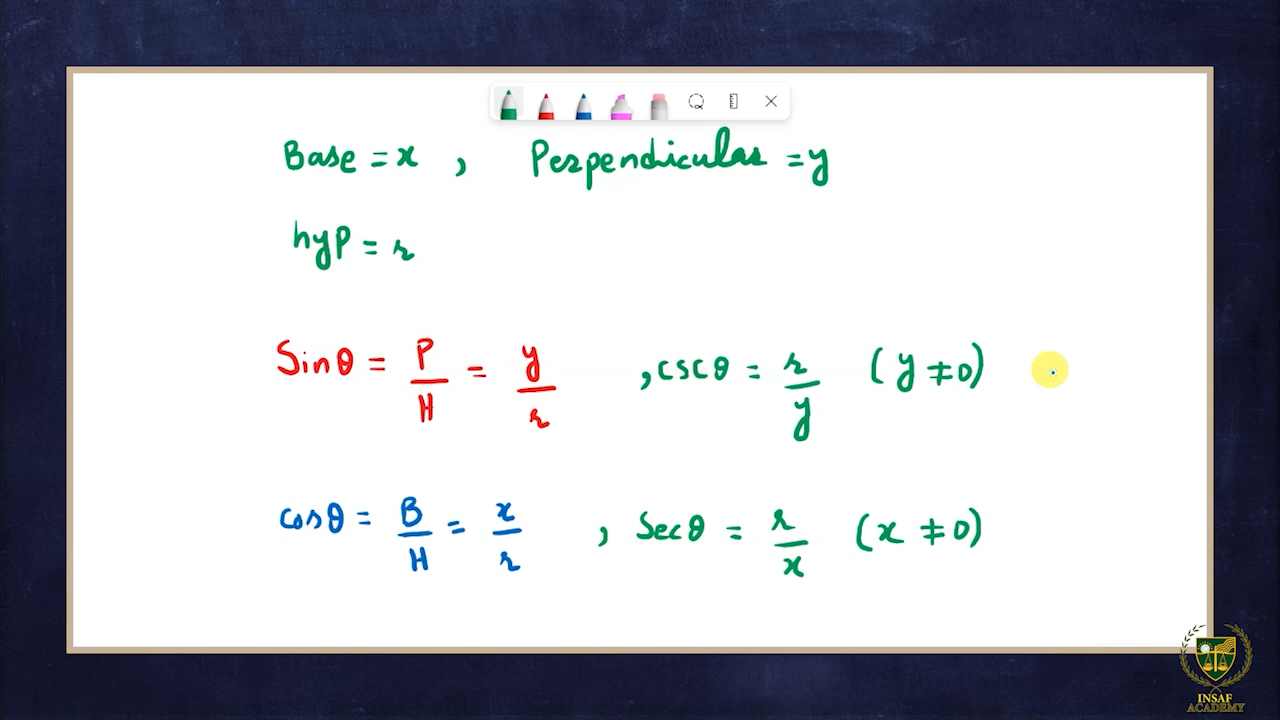 Base = x , Perpendicular = y
hyp = r
Sinθ = P/H = y/r , cscθ = r/y (y ≠ 0)
cosθ = B/H = x/r , Secθ = r/x (x ≠ 0)
INSAF
ACADEMY